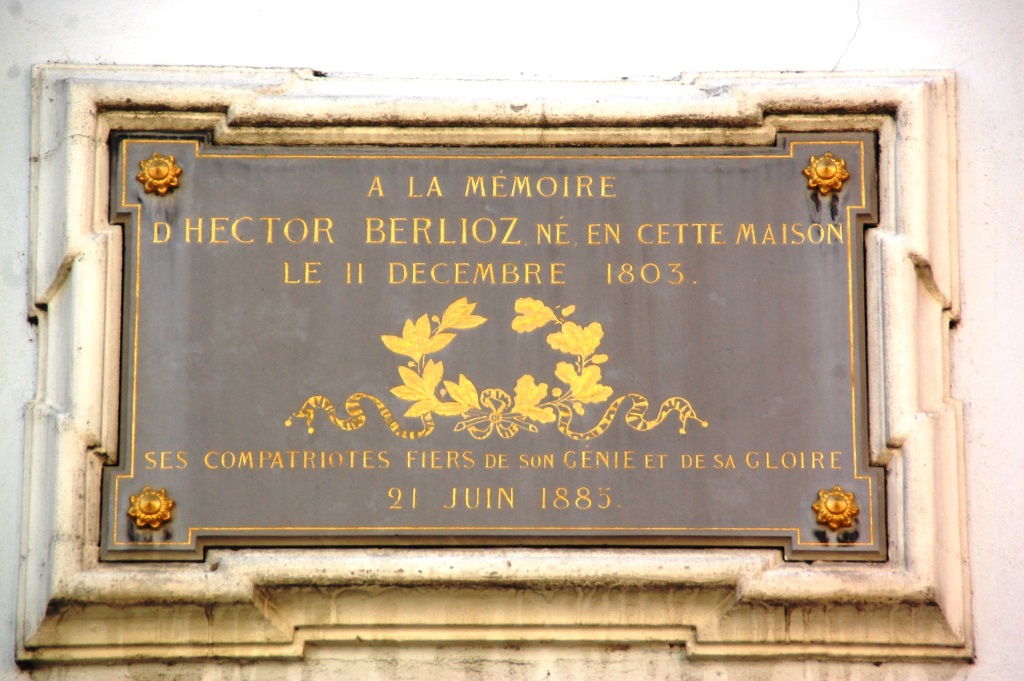 A LA MÉMOIRE
D HECTOR BERLIOZ, NÉ, EN CETTE MAISON
LE 11 DECEMBRE 1803.
SES COMPATRIOTES FIERS DE SON GÉNIE ET DE SA GLOIRE
21 JUIN 1885.